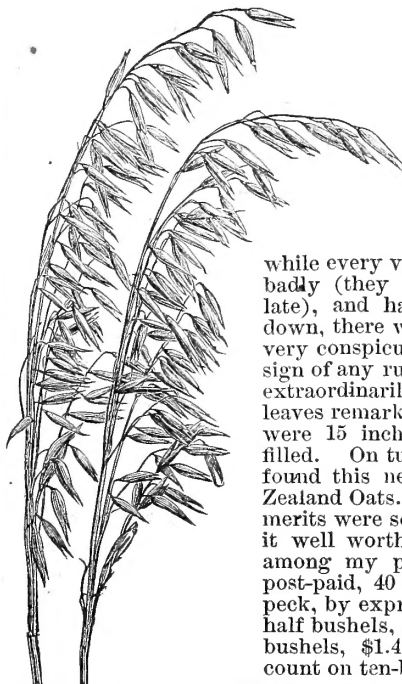 while every v
badly (they
late), and ha
down, there w
very conspicu
sign of any ru
extraordinaril
leaves remark
were 15 inch
filled. On tu
found this ne
Zealand Oats.
merits were so
it well worth
among my p
post-paid, 40
peck, by expr
half bushels,
bushels, $1.4
count on ten-b